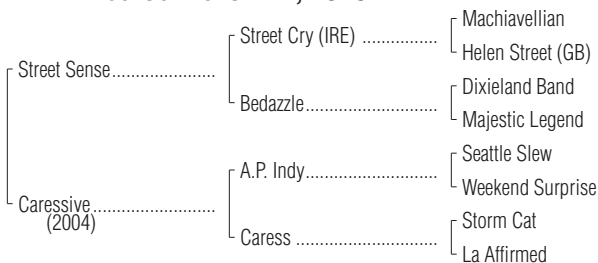 Street Sense....................
Caressive........................
(2004)
Street Cry (IRE) ...............
Bedazzle..........................
A.P. Indy..........................
Caress ............................
Machiavellian
Helen Street (GB)
Dixieland Band
Majestic Legend
Seattle Slew
Weekend Surprise
Storm Cat
La Affirmed